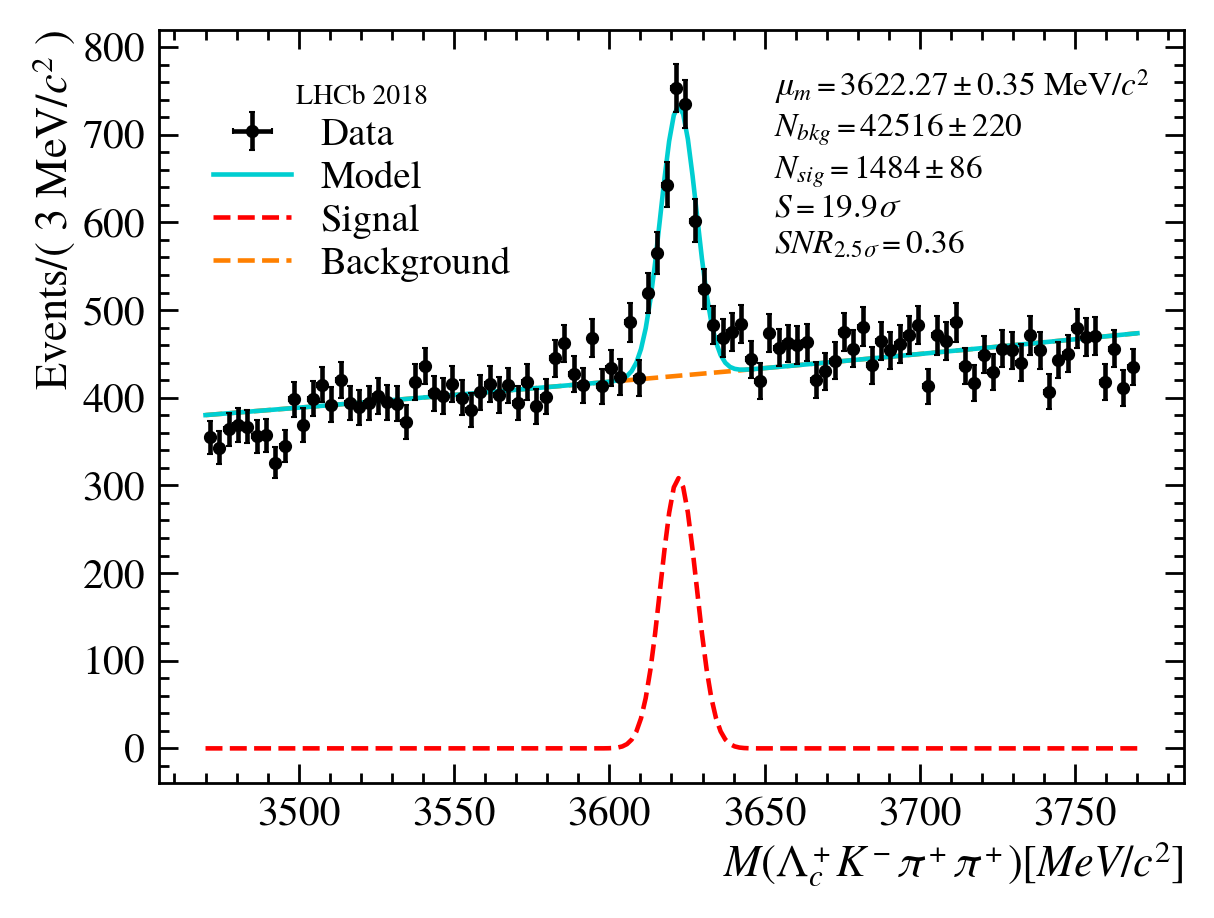 Events/( 3 MeV/c² )
800
700
600
500
400
300
200
100
0
LHCb 2018
Data
Model
Signal
Background
μ_m = 3622.27 ± 0.35 MeV/c²
N_bkg = 42516 ± 220
N_sig = 1484 ± 86
S = 19.9σ
SNR_2.5σ = 0.36
3500 3550 3600 3650 3700 3750
M(Λ_c⁺K⁻π⁺π⁺)[MeV/c²]